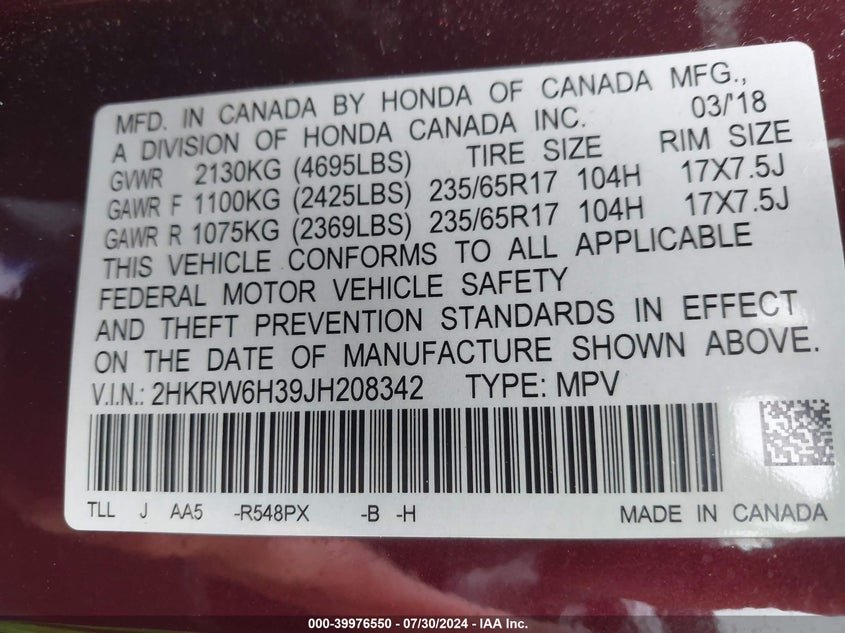 MFD. IN CANADA BY HONDA OF CANADA MFG.,
A DIVISION OF HONDA CANADA INC. 03/'18
GVWR 2130KG (4695LBS) TIRE SIZE RIM SIZE
GAWR F 1100KG (2425LBS) 235/65R17 104H 17X7.5J
GAWR R 1075KG (2369LBS) 235/65R17 104H 17X7.5J
THIS VEHICLE CONFORMS TO ALL APPLICABLE
FEDERAL MOTOR VEHICLE SAFETY
AND THEFT PREVENTION STANDARDS IN EFFECT
ON THE DATE OF MANUFACTURE SHOWN ABOVE.
V.I.N.: 2HKRW6H39JH208342 TYPE: MPV
TLL J AA5 -R548PX -B -H MADE IN CANADA
000-39976550 - 07/30/2024 - IAA Inc.